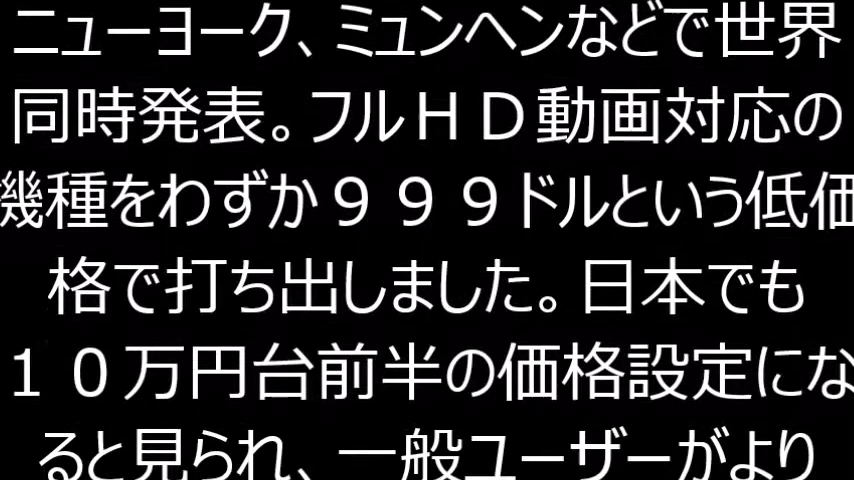 ニューヨーク、ミュンヘンなどで世界
同時発表。フルＨＤ動画対応の
機種をわずか９９９ドルという低価
格で打ち出しました。日本でも
１０万円台前半の価格設定にな
ると見られ、一般ユーザーがより